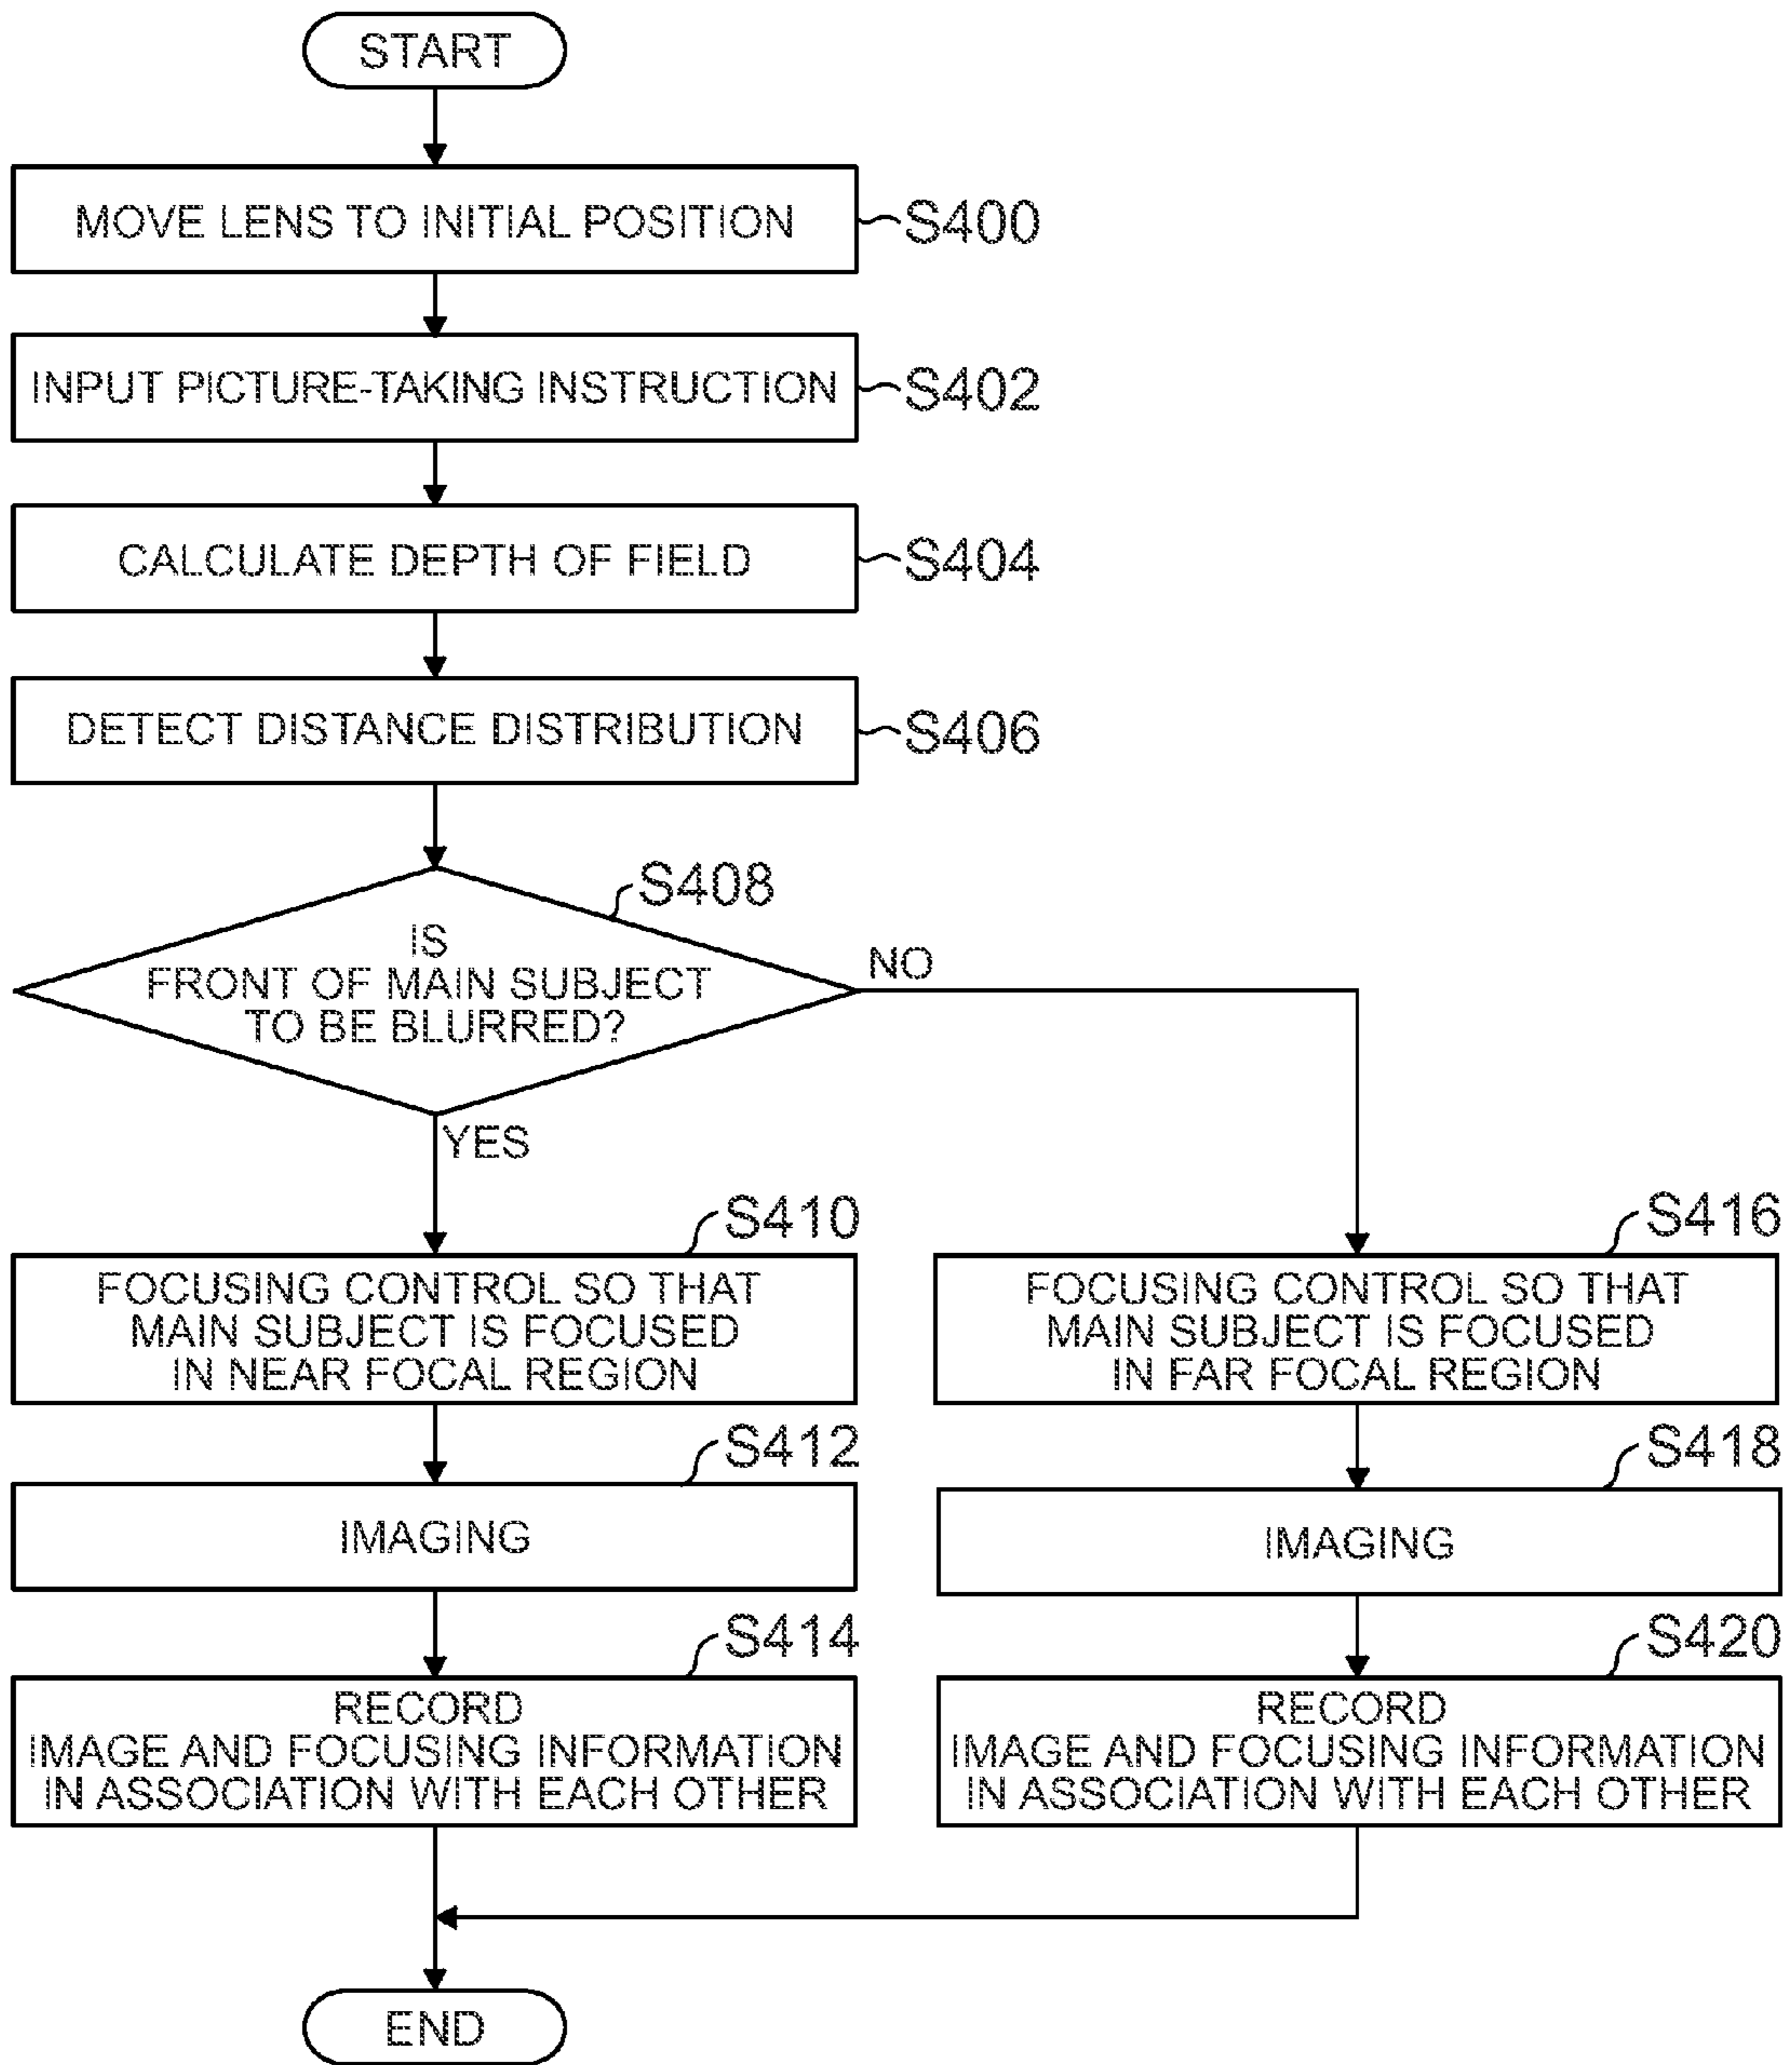 START
MOVE LENS TO INITIAL POSITION
S400
INPUT PICTURE-TAKING INSTRUCTION
S402
CALCULATE DEPTH OF FIELD
S404
DETECT DISTANCE DISTRIBUTION
S406
S408
IS
FRONT OF MAIN SUBJECT
TO BE BLURRED?
NO
YES
S410
FOCUSING CONTROL SO THAT
MAIN SUBJECT IS FOCUSED
IN NEAR FOCAL REGION
S412
IMAGING
S414
RECORD
IMAGE AND FOCUSING INFORMATION
IN ASSOCIATION WITH EACH OTHER
S416
FOCUSING CONTROL SO THAT
MAIN SUBJECT IS FOCUSED
IN FAR FOCAL REGION
S418
IMAGING
S420
RECORD
IMAGE AND FOCUSING INFORMATION
IN ASSOCIATION WITH EACH OTHER
END